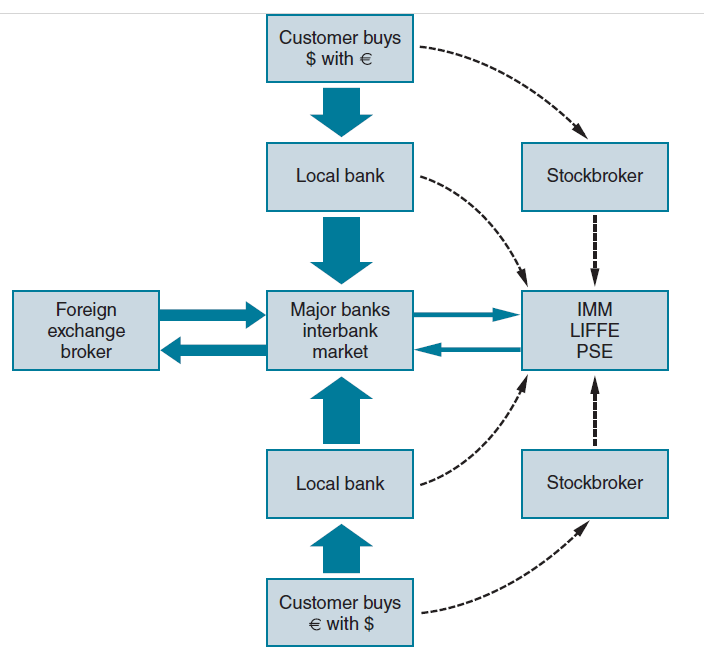 Customer buys
$ with €
Local bank
Stockbroker
Foreign
exchange
broker
Major banks
interbank
market
IMM
LIFFE
PSE
Local bank
Stockbroker
Customer buys
€ with $